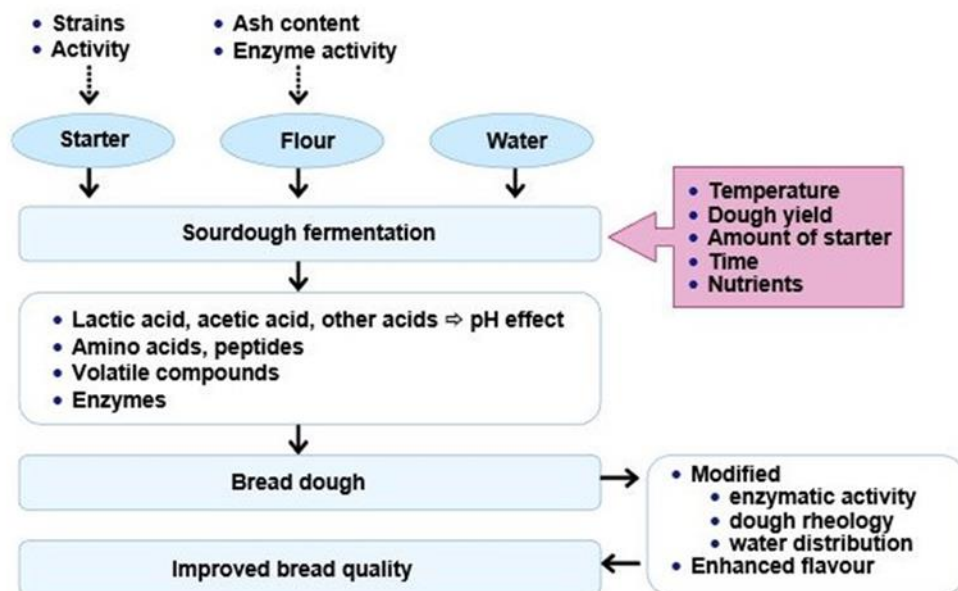 • Strains
• Activity
• Ash content
• Enzyme activity
Starter
Flour
Water
• Temperature
• Dough yield
• Amount of starter
• Time
• Nutrients
Sourdough fermentation
• Lactic acid, acetic acid, other acids ⇨ pH effect
• Amino acids, peptides
• Volatile compounds
• Enzymes
Bread dough
• Modified
• enzymatic activity
• dough rheology
• water distribution
• Enhanced flavour
Improved bread quality